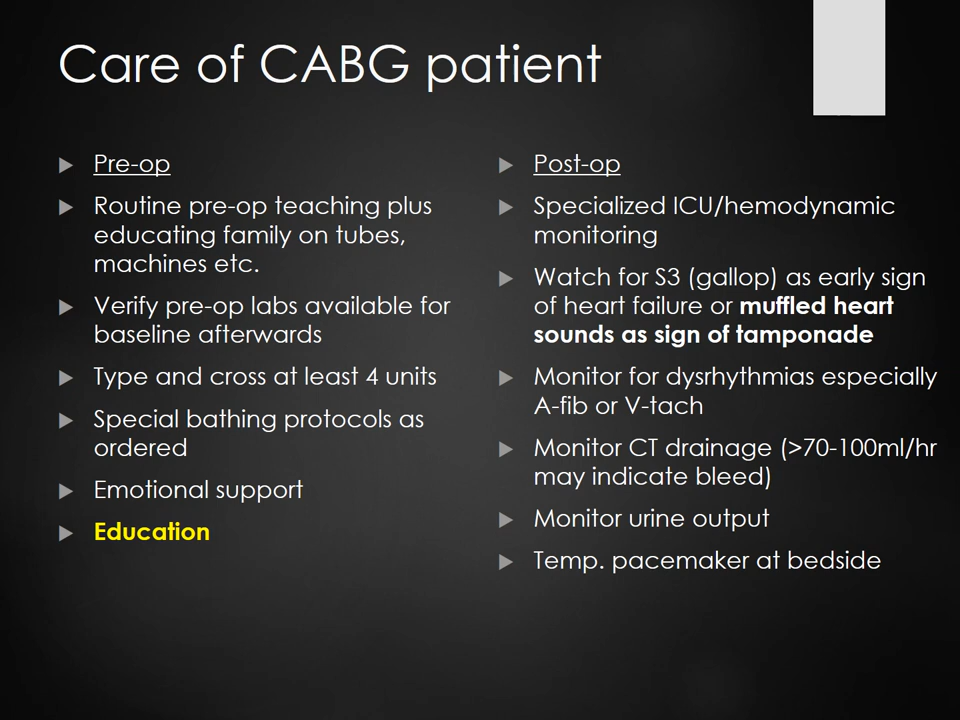 Care of CABG patient
Pre-op
Routine pre-op teaching plus
educating family on tubes,
machines etc.
Verify pre-op labs available for
baseline afterwards
Type and cross at least 4 units
Special bathing protocols as
ordered
Emotional support
Education
Post-op
Specialized ICU/hemodynamic
monitoring
Watch for S3 (gallop) as early sign
of heart failure or muffled heart
sounds as sign of tamponade
Monitor for dysrhythmias especially
A-fib or V-tach
Monitor CT drainage (>70-100ml/hr
may indicate bleed)
Monitor urine output
Temp. pacemaker at bedside